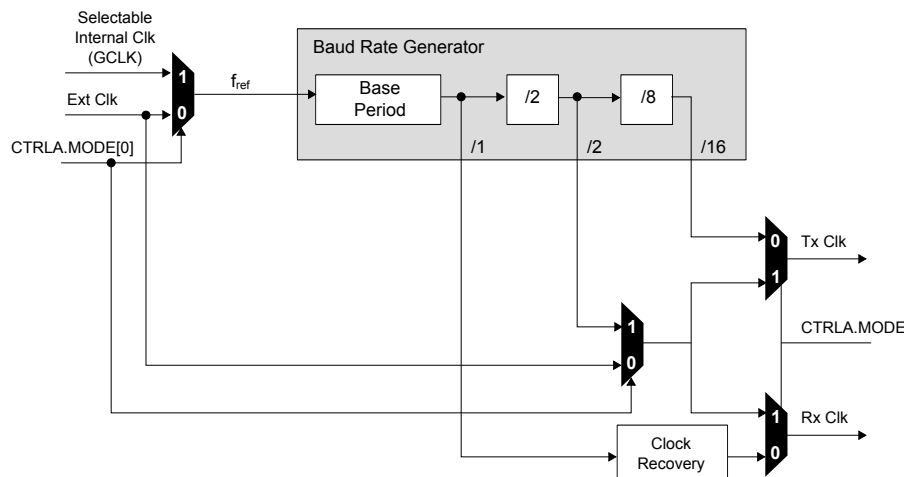 Selectable
Internal Clk
(GCLK)
Baud Rate Generator
1
0
f_ref
Base
Period
/2
/8
Ext Clk
CTRLA.MODE[0]
/1
/2
/16
0
1
Tx Clk
1
0
CTRLA.MODE
1
0
Rx Clk
Clock
Recovery